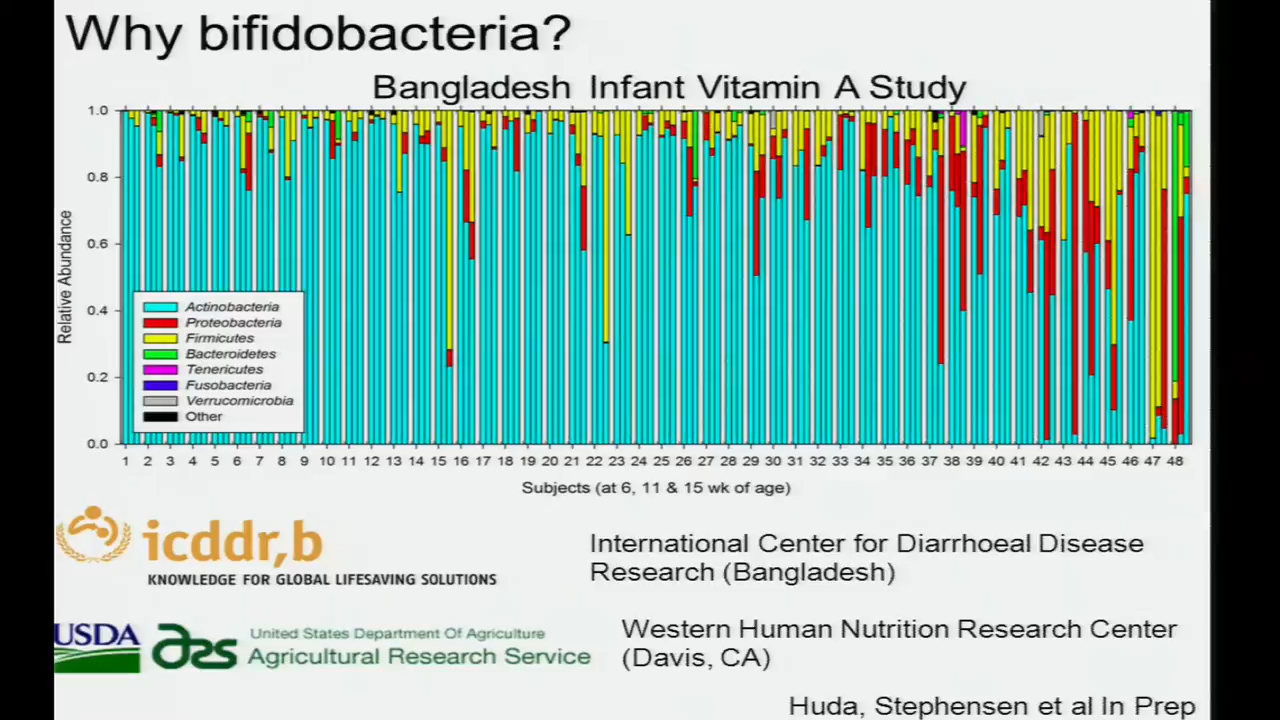 Why bifidobacteria?
Bangladesh Infant Vitamin A Study
1.0
0.8
0.6
0.4
0.2
0.0
Relative Abundance
Actinobacteria
Proteobacteria
Firmicutes
Bacteroidetes
Tenericutes
Fusobacteria
Verrucomicrobia
Other
1 2 3 4 5 6 7 8 9 10 11 12 13 14 15 16 17 18 19 20 21 22 23 24 25 26 27 28 29 30 31 32 33 34 35 36 37 38 39 40 41 42 43 44 45 46 47 48
Subjects (at 6, 11 & 15 wk of age)
icddr,b
KNOWLEDGE FOR GLOBAL LIFESAVING SOLUTIONS
International Center for Diarrhoeal Disease
Research (Bangladesh)
USDA
ars
United States Department Of Agriculture
Agricultural Research Service
Western Human Nutrition Research Center
(Davis, CA)
Huda, Stephensen et al In Prep